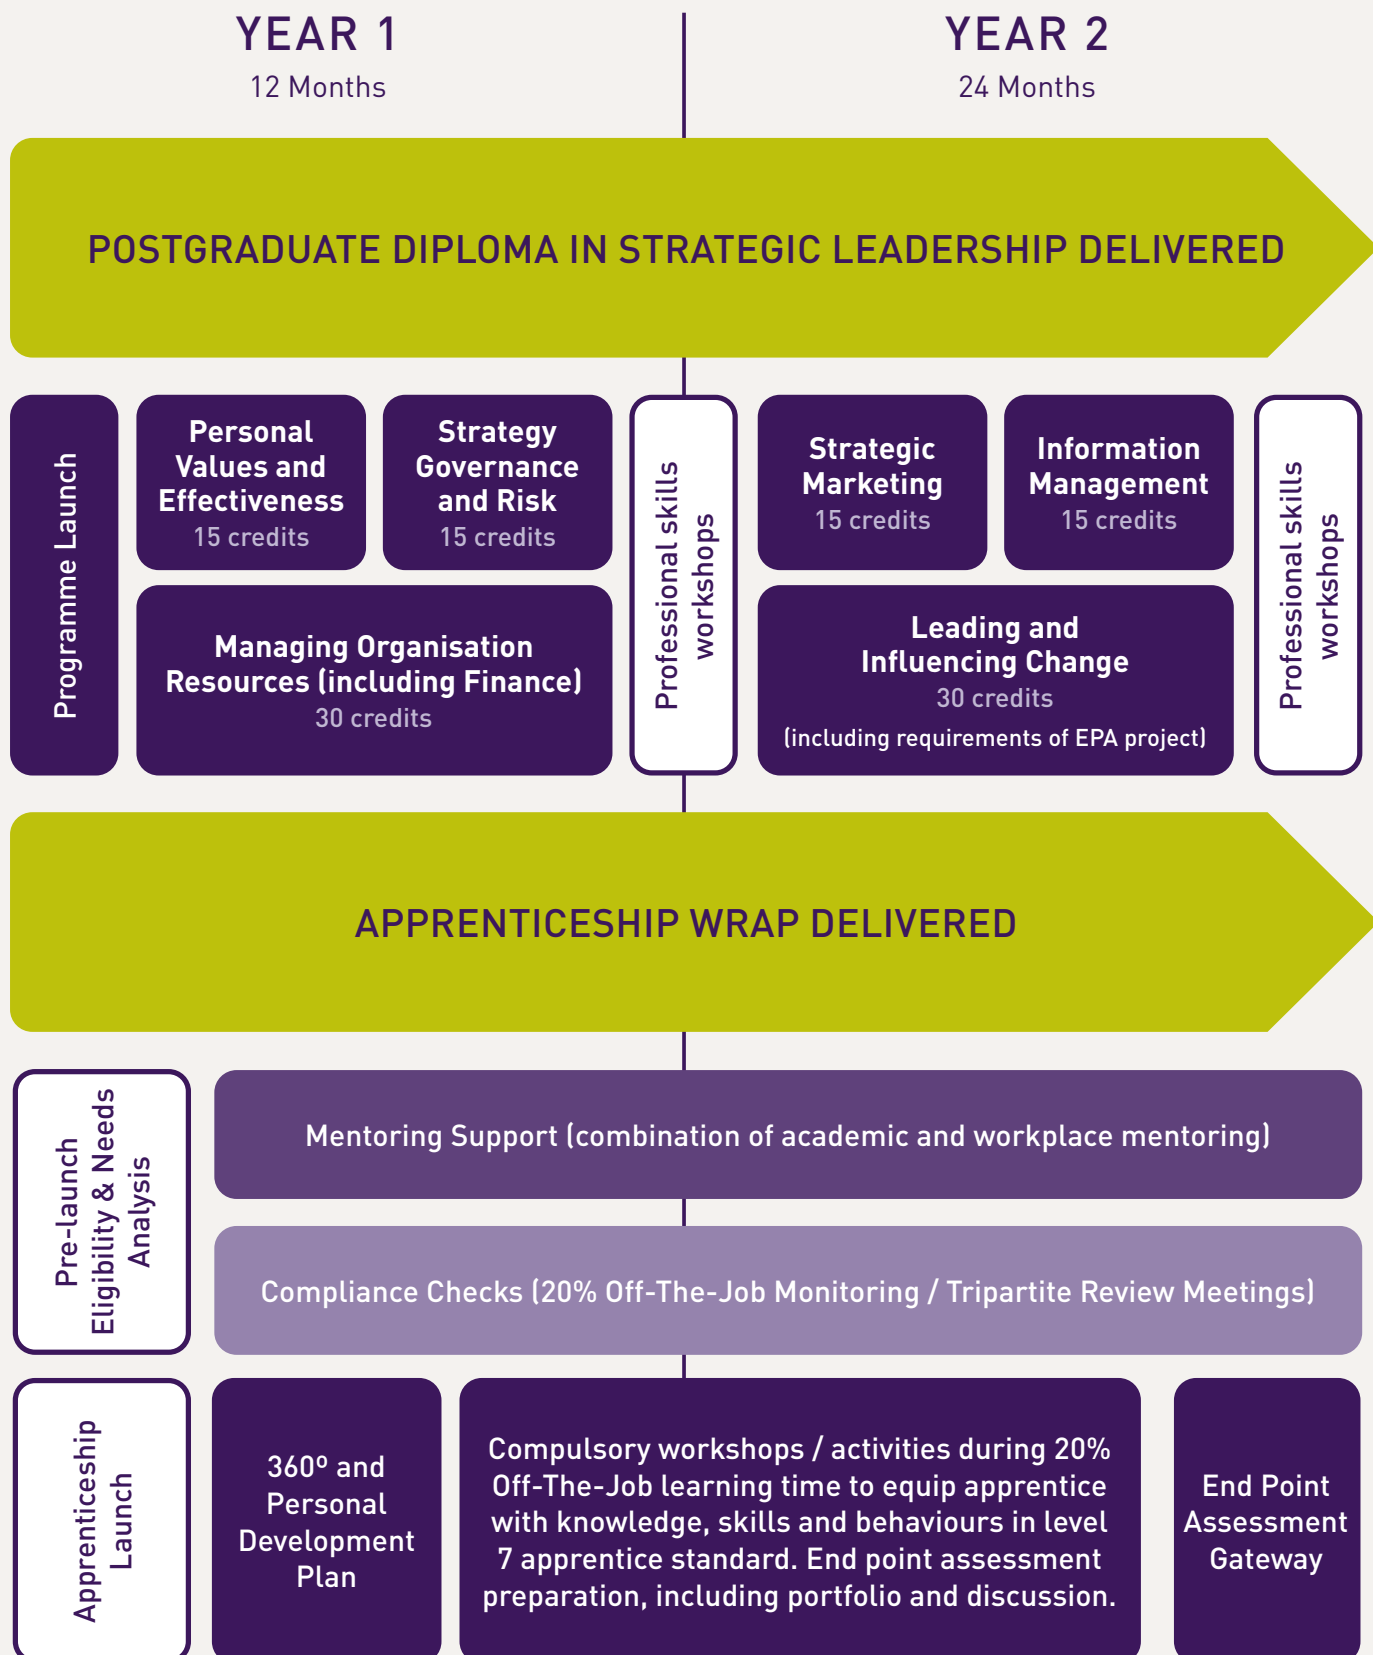 YEAR 1
12 Months
YEAR 2
24 Months
POSTGRADUATE DIPLOMA IN STRATEGIC LEADERSHIP DELIVERED
Programme Launch
Personal
Values and
Effectiveness
15 credits
Strategy
Governance
and Risk
15 credits
Managing Organisation
Resources (including Finance)
30 credits
Professional skills
workshops
Strategic
Marketing
15 credits
Information
Management
15 credits
Leading and
Influencing Change
30 credits
(including requirements of EPA project)
Professional skills
workshops
APPRENTICESHIP WRAP DELIVERED
Pre-launch
Eligibility & Needs
Analysis
Mentoring Support (combination of academic and workplace mentoring)
Compliance Checks (20% Off-The-Job Monitoring / Tripartite Review Meetings)
Apprenticeship
Launch
360º and
Personal
Development
Plan
Compulsory workshops / activities during 20%
Off-The-Job learning time to equip apprentice
with knowledge, skills and behaviours in level
7 apprentice standard. End point assessment
preparation, including portfolio and discussion.
End Point
Assessment
Gateway